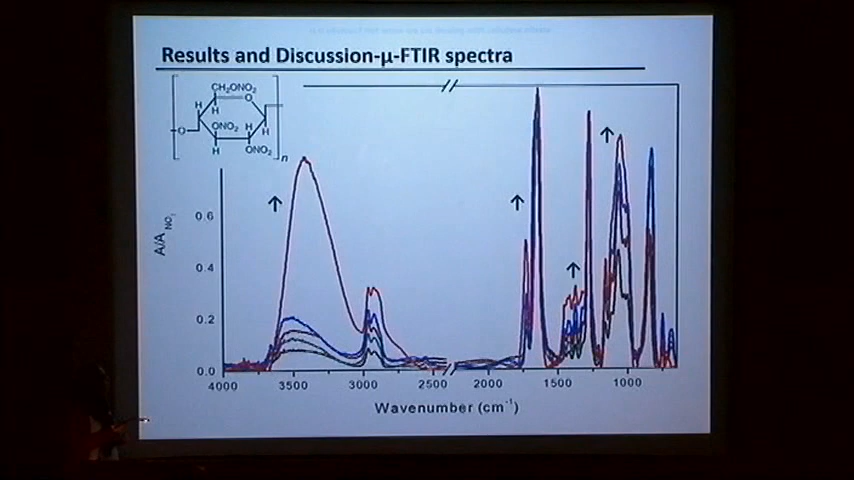 Results and Discussion-μ-FTIR spectra
CH₂ONO₂
O
H
H
ONO₂
H
H
O
H
ONO₂
n
A/A NO₂
0.6
0.4
0.2
0.0
4000 3500 3000 2500 2000 1500 1000
Wavenumber (cm⁻¹)